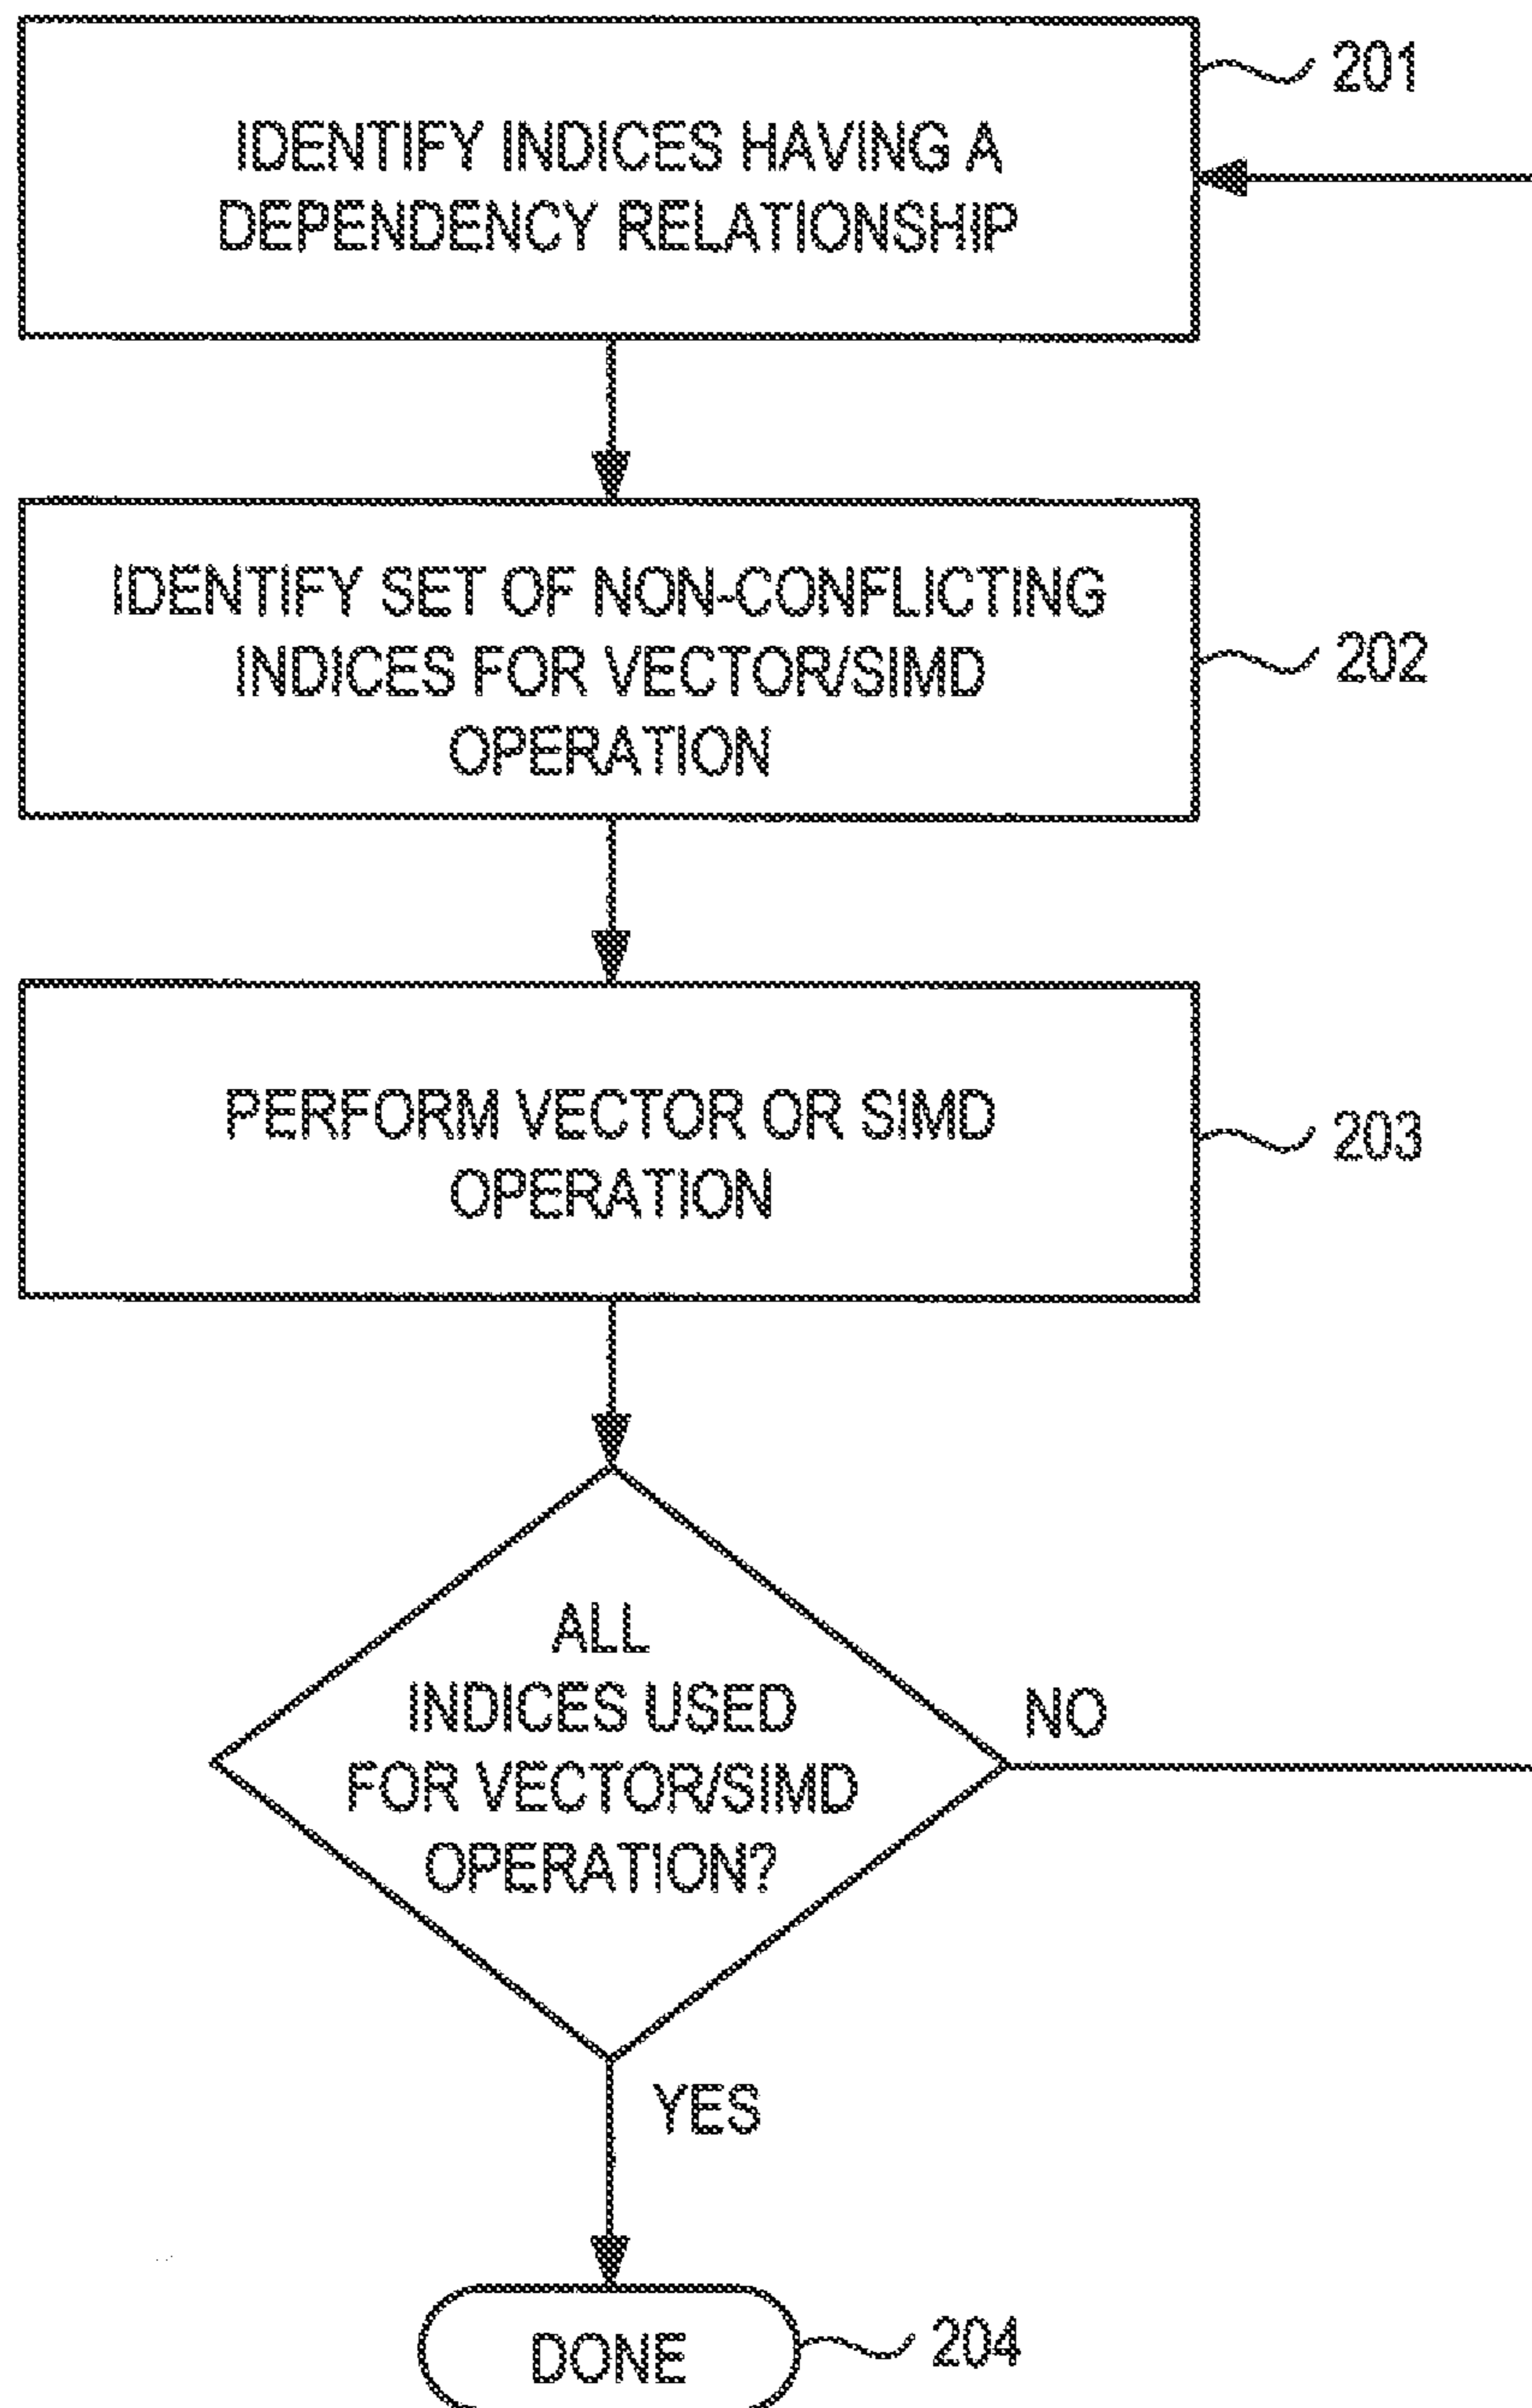 IDENTIFY INDICES HAVING A
DEPENDENCY RELATIONSHIP
201
IDENTIFY SET OF NON-CONFLICTING
INDICES FOR VECTOR/SIMD
OPERATION
202
PERFORM VECTOR OR SIMD
OPERATION
203
ALL
INDICES USED
FOR VECTOR/SIMD
OPERATION?
NO
YES
DONE
204